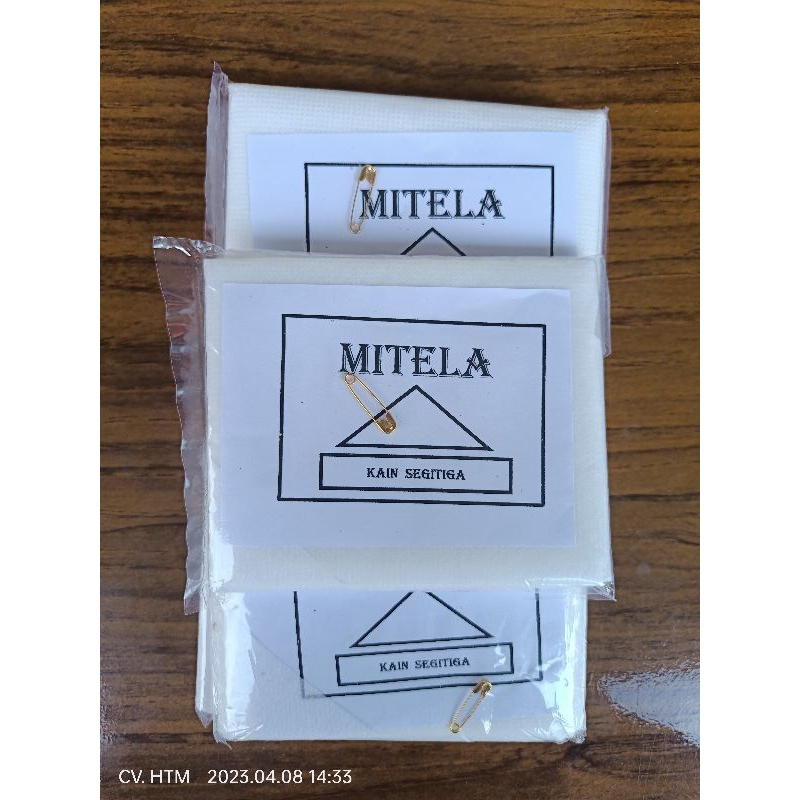 MITELA
MITELA
KAIN SEGITIGA
KAIN SEGITIGA
CV. HTM 2023.04.08 14:33